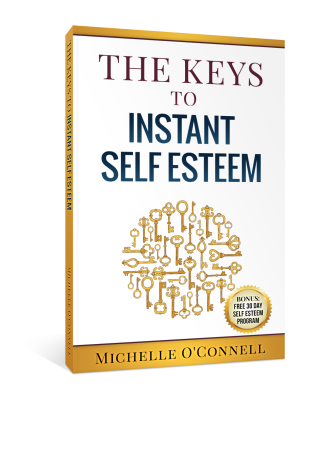 THE KEYS
TO
INSTANT
SELF ESTEEM
BONUS:
FREE 30 DAY
SELF ESTEEM
PROGRAM
MICHELLE O'CONNELL
THE KEYS TO INSTANT SELF ESTEEM
MICHELLE O'CONNELL